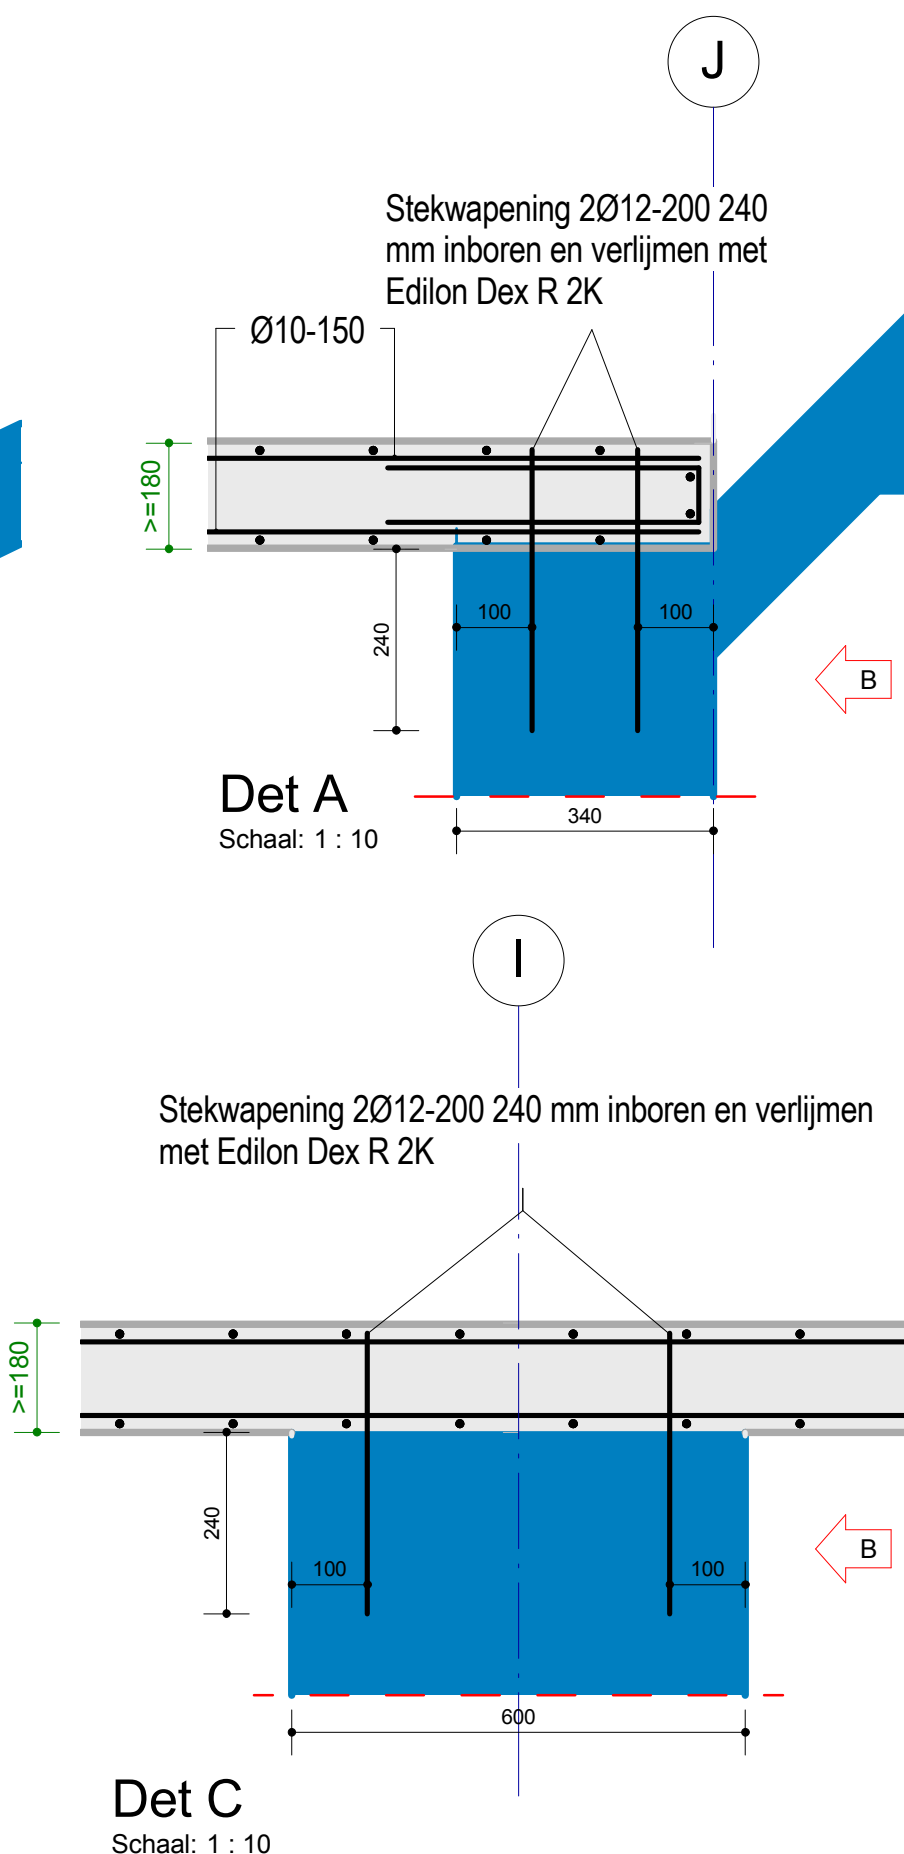 J
Stekwapening 2Ø12-200 240
mm inboren en verlijmen met
Edilon Dex R 2K
Ø10-150
>=180
100
100
240
B
Det A
Schaal: 1 : 10
340
I
Stekwapening 2Ø12-200 240 mm inboren en verlijmen
met Edilon Dex R 2K
>=180
240
100
100
B
600
Det C
Schaal: 1 : 10